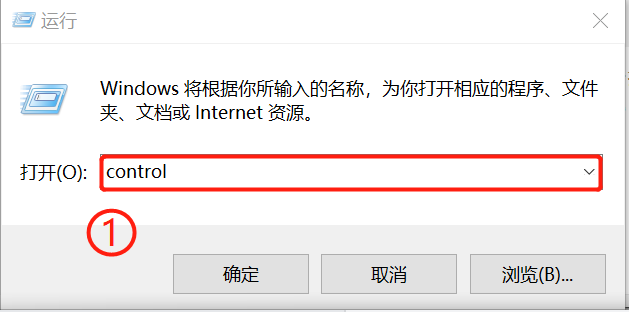 运行
Windows 将根据你所输入的名称，为你打开相应的程序、文件
夹、文档或 Internet 资源。
打开(O): control
①
确定 取消 浏览(B)...